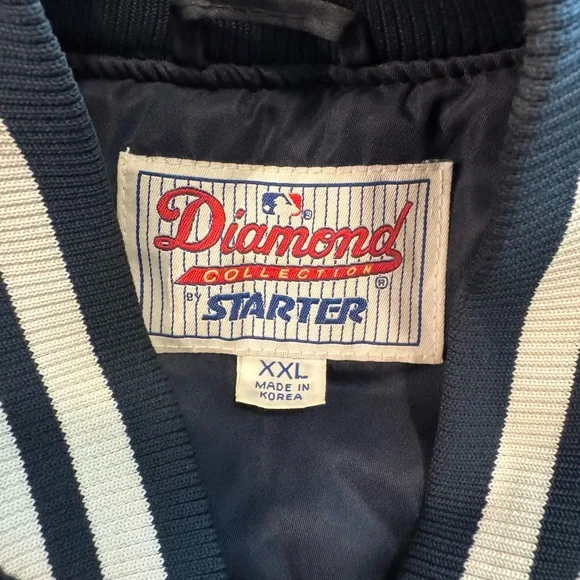 ®
Diamond
COLLECTION
®
BY STARTER
XXL
MADE IN
KOREA